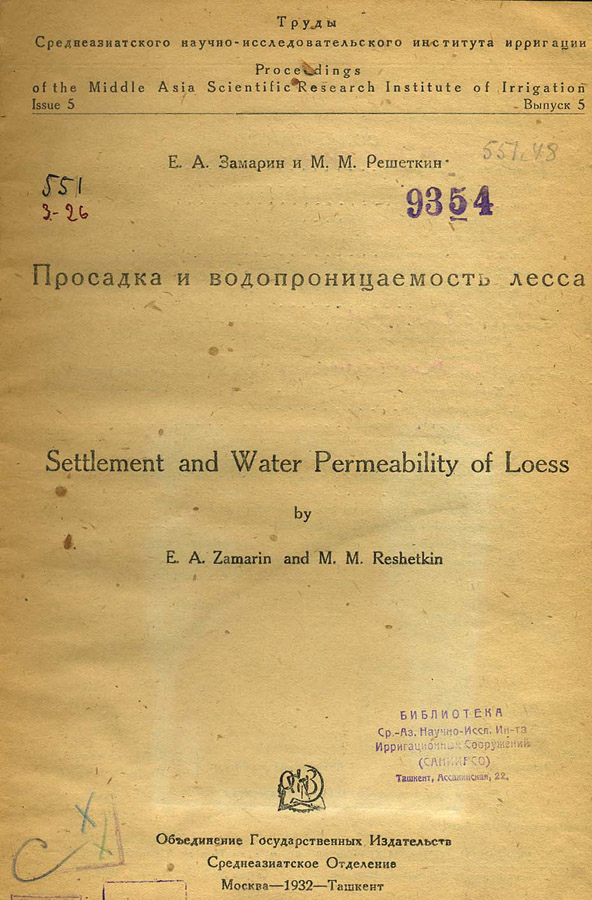 Труды
Среднеазиатского научно-исследовательского института ирригации
Proceedings
of the Middle Asia Scientific Research Institute of Irrigation
Issue 5 Выпуск 5
Е. А. Замарин и М. М. Решеткин
551.48
551
3-26
9354
Просадка и водопроницаемость лесса
Settlement and Water Permeability of Loess
by
E. A. Zamarin and M. M. Reshetkin
БИБЛИОТЕКА
Ср.-Аз. Научно-Иссл. Ин-та
Ирригационных Сооружений
(САНИИРСО)
Ташкент, 22.
Объединение Государственных Издательств
Среднеазиатское Отделение
Москва—1932—Ташкент